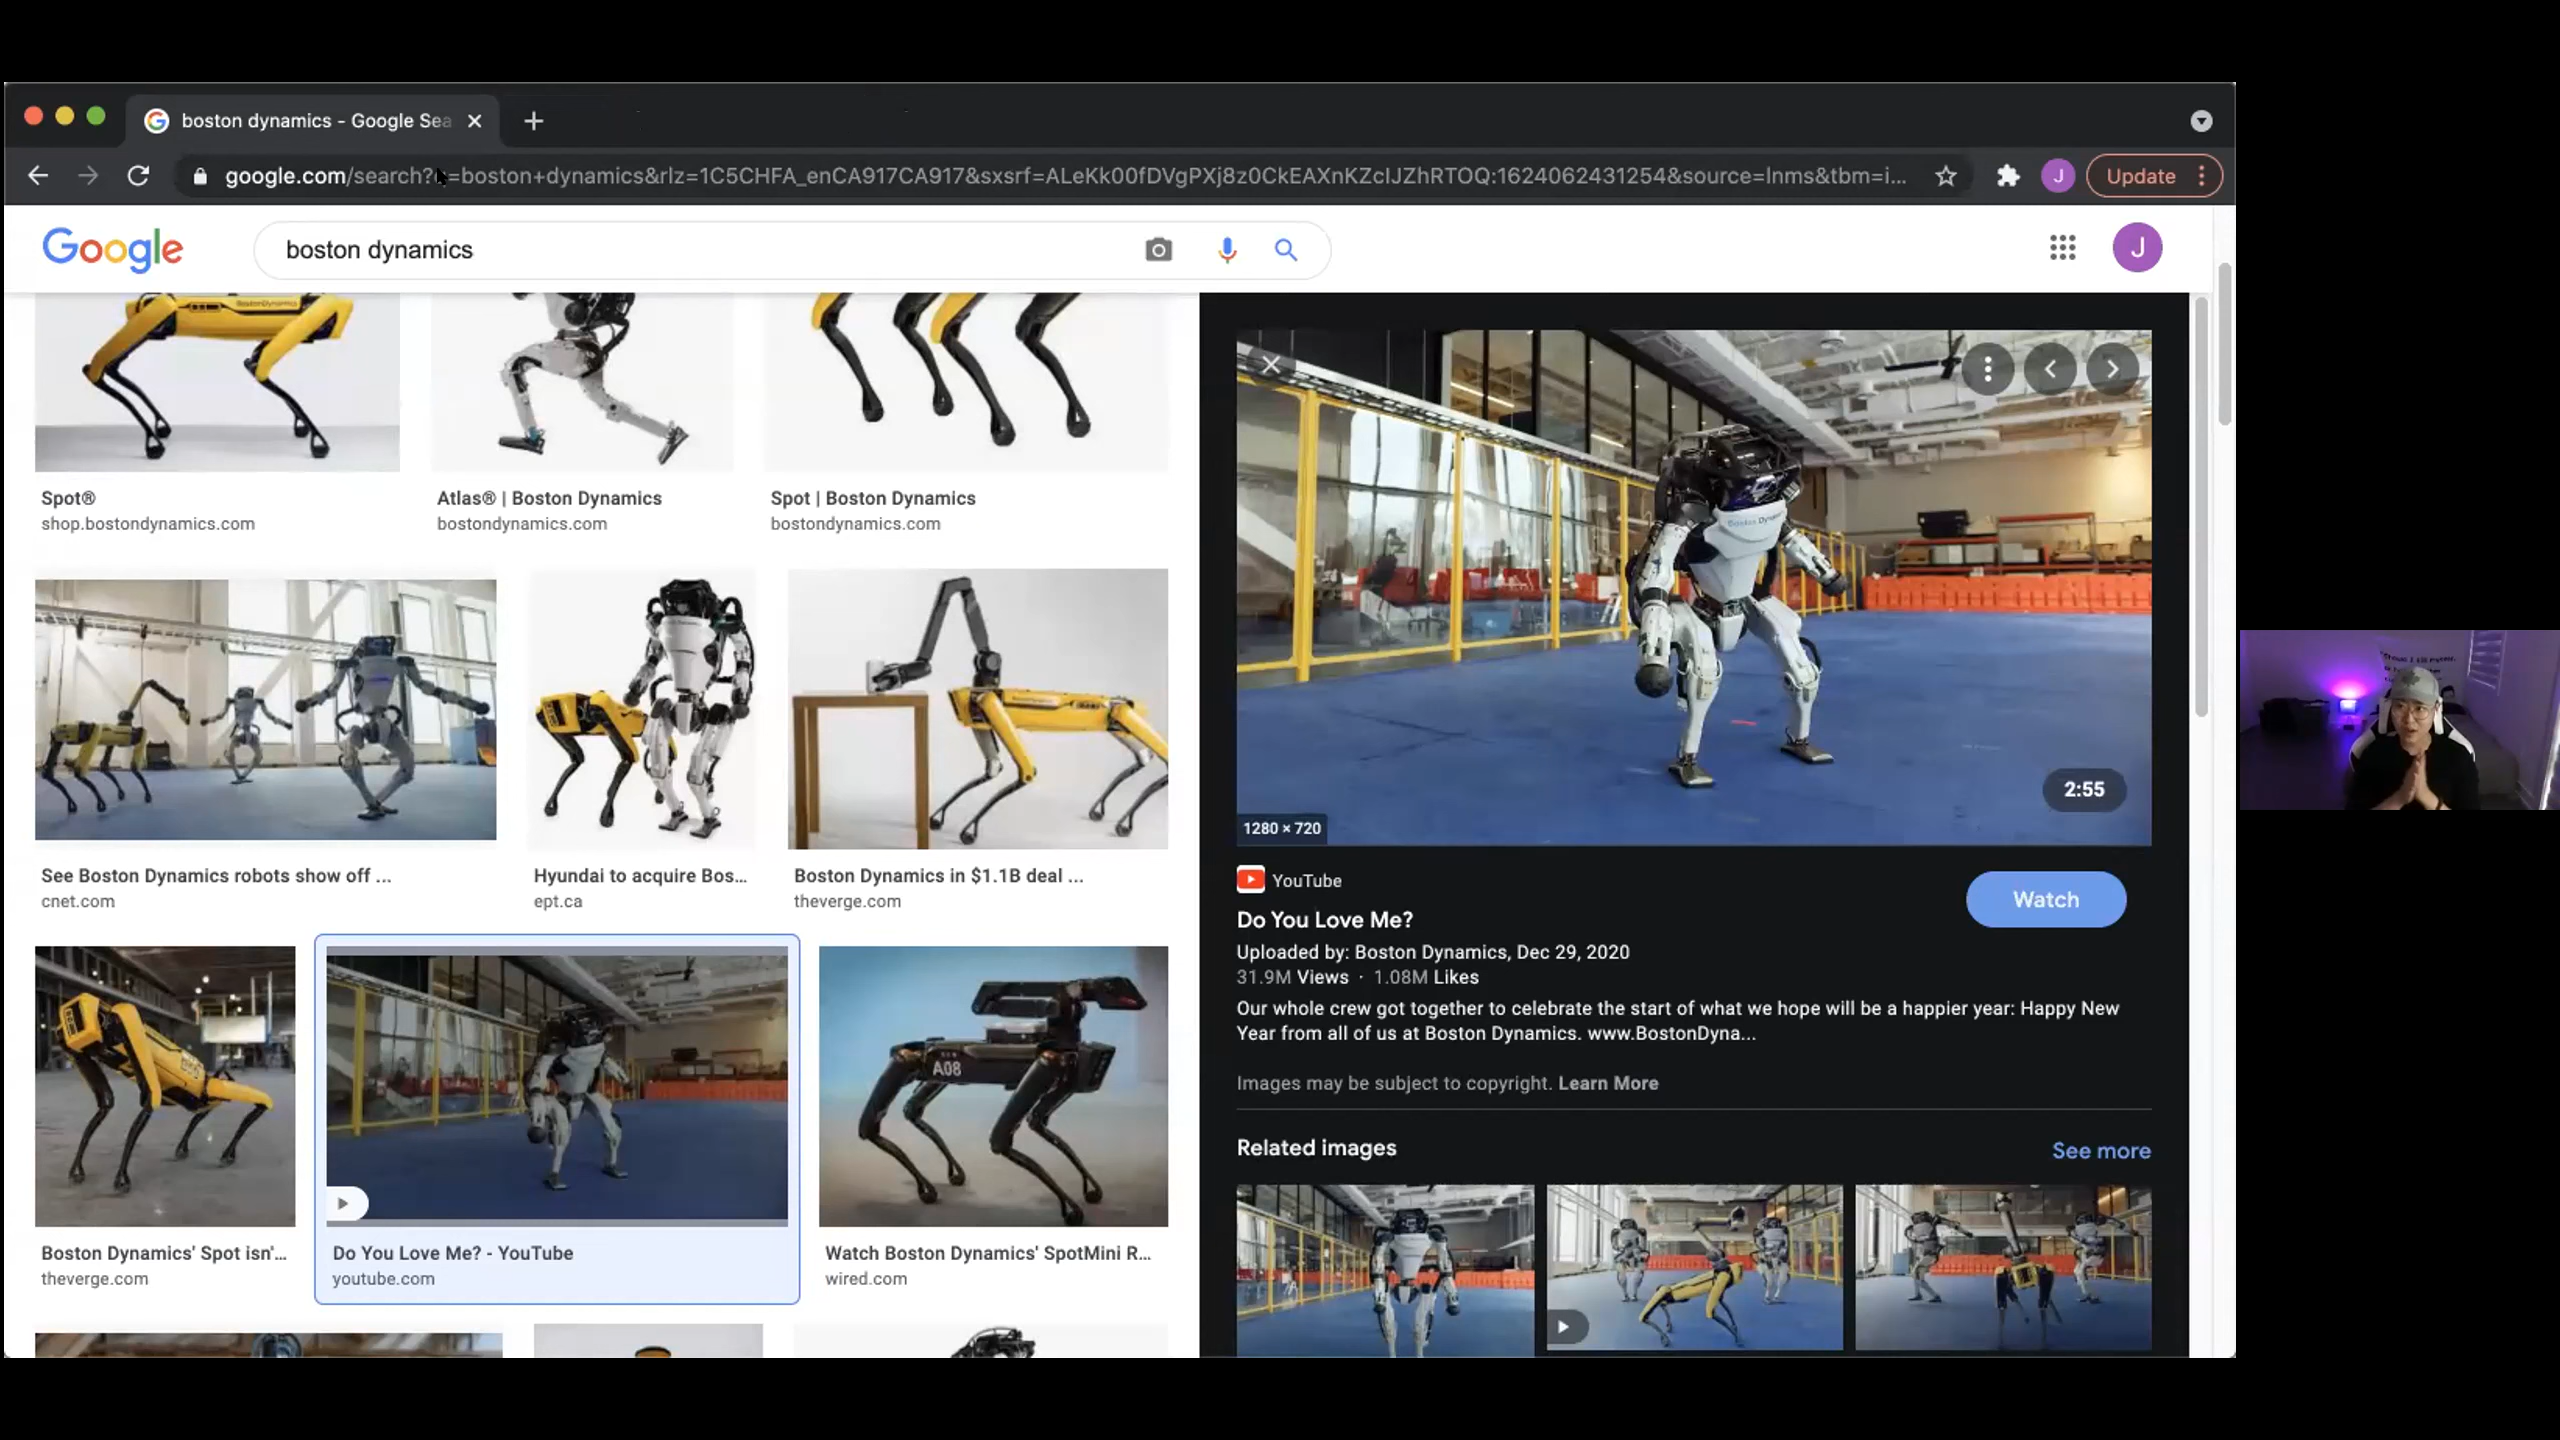 boston dynamics - Google Sea
google.com/search?q=boston+dynamics&rlz=1C5CHFA_enCA917CA917&sxsrf=ALeKk00fDVgPXj8z0CkEAXnKZcIJZhRTOQ:1624062431254&source=lnms&tbm=i...
J
Update
Google
boston dynamics
J
BostonDynamics
Spot®
shop.bostondynamics.com
Atlas® | Boston Dynamics
bostondynamics.com
Spot | Boston Dynamics
bostondynamics.com
See Boston Dynamics robots show off ...
cnet.com
Hyundai to acquire Bos...
ept.ca
Boston Dynamics in $1.1B deal ...
theverge.com
Boston Dynamics' Spot isn'...
theverge.com
Do You Love Me? - YouTube
youtube.com
A08
Watch Boston Dynamics' SpotMini R...
wired.com
Boston Dynamics
2:55
1280 × 720
YouTube
Watch
Do You Love Me?
Uploaded by: Boston Dynamics, Dec 29, 2020
31.9M Views · 1.08M Likes
Our whole crew got together to celebrate the start of what we hope will be a happier year: Happy New
Year from all of us at Boston Dynamics. www.BostonDyna...
Images may be subject to copyright. Learn More
Related images
See more